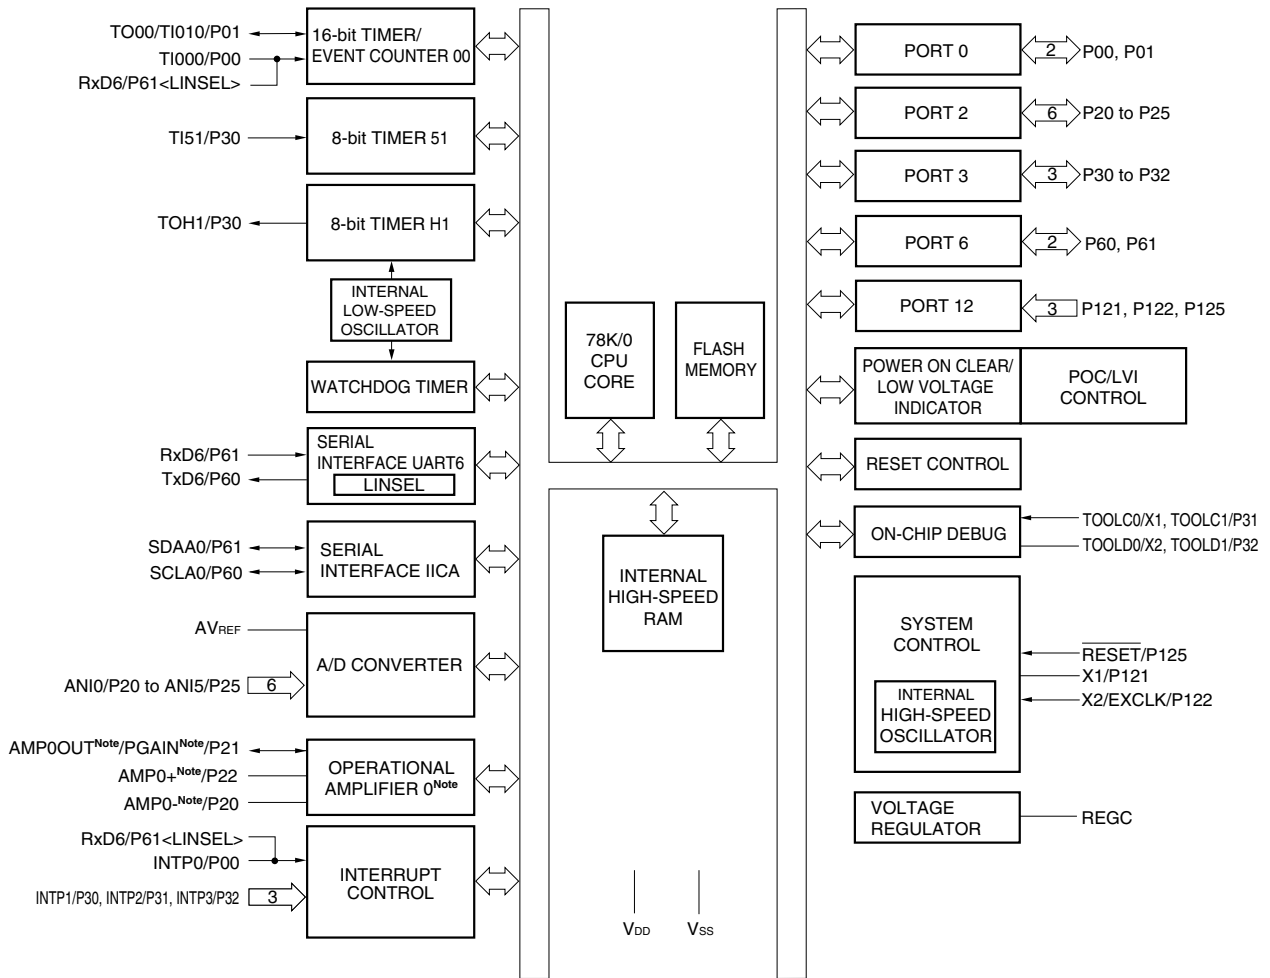 TO00/TI010/P01
TI000/P00
RxD6/P61<LINSEL>
16-bit TIMER/
EVENT COUNTER 00
TI51/P30
8-bit TIMER 51
TOH1/P30
8-bit TIMER H1
INTERNAL
LOW-SPEED
OSCILLATOR
WATCHDOG TIMER
RxD6/P61
TxD6/P60
SERIAL
INTERFACE UART6
LINSEL
SDAA0/P61
SCLA0/P60
SERIAL
INTERFACE IICA
AVREF
ANI0/P20 to ANI5/P25
6
A/D CONVERTER
AMP0OUTNote/PGAINNote/P21
AMP0+Note/P22
AMP0-Note/P20
OPERATIONAL
AMPLIFIER 0Note
RxD6/P61<LINSEL>
INTP0/P00
INTP1/P30, INTP2/P31, INTP3/P32
3
INTERRUPT
CONTROL
78K/0
CPU
CORE
FLASH
MEMORY
INTERNAL
HIGH-SPEED
RAM
VDD
VSS
PORT 0
2
P00, P01
PORT 2
6
P20 to P25
PORT 3
3
P30 to P32
PORT 6
2
P60, P61
PORT 12
3
P121, P122, P125
POWER ON CLEAR/
LOW VOLTAGE
INDICATOR
POC/LVI
CONTROL
RESET CONTROL
ON-CHIP DEBUG
TOOLC0/X1, TOOLC1/P31
TOOLD0/X2, TOOLD1/P32
SYSTEM
CONTROL
INTERNAL
HIGH-SPEED
OSCILLATOR
RESET/P125
X1/P121
X2/EXCLK/P122
VOLTAGE
REGULATOR
REGC